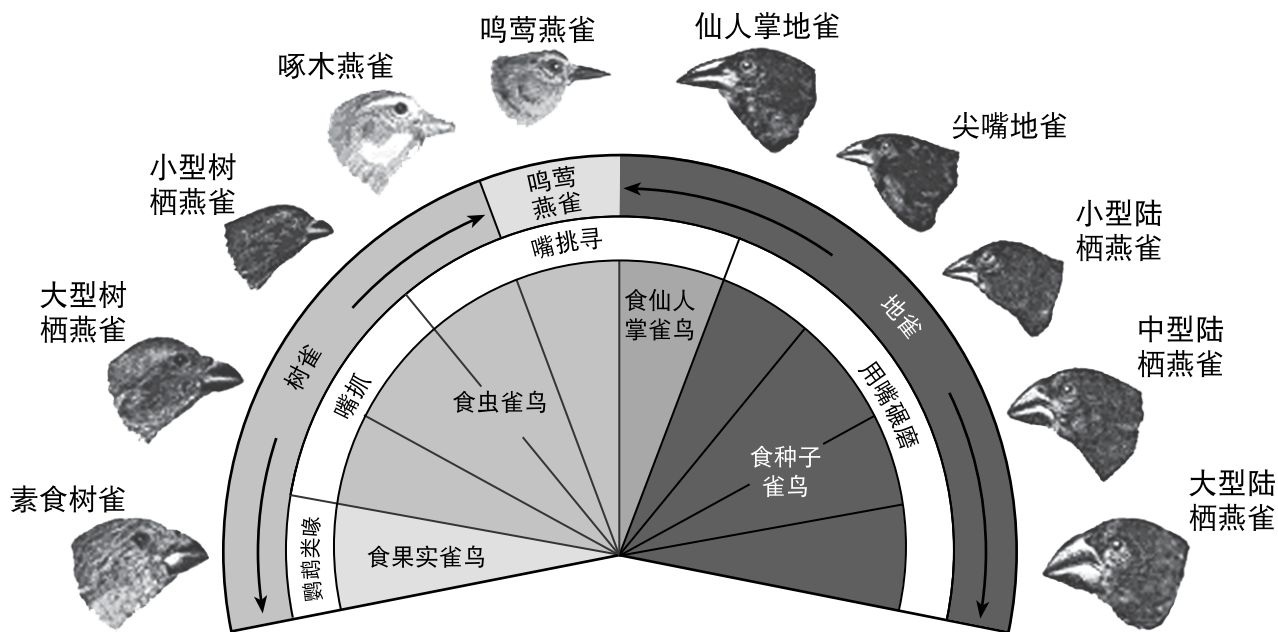 鸣莺燕雀
仙人掌地雀
啄木燕雀
尖嘴地雀
小型树
栖燕雀
小型陆
栖燕雀
大型树
栖燕雀
中型陆
栖燕雀
素食树雀
大型陆
栖燕雀
鸣莺
燕雀
树雀
地雀
嘴挑寻
嘴抓
用嘴碾磨
鹦鹉类喙
食仙人
掌雀鸟
食虫雀鸟
食种子
雀鸟
食果实雀鸟